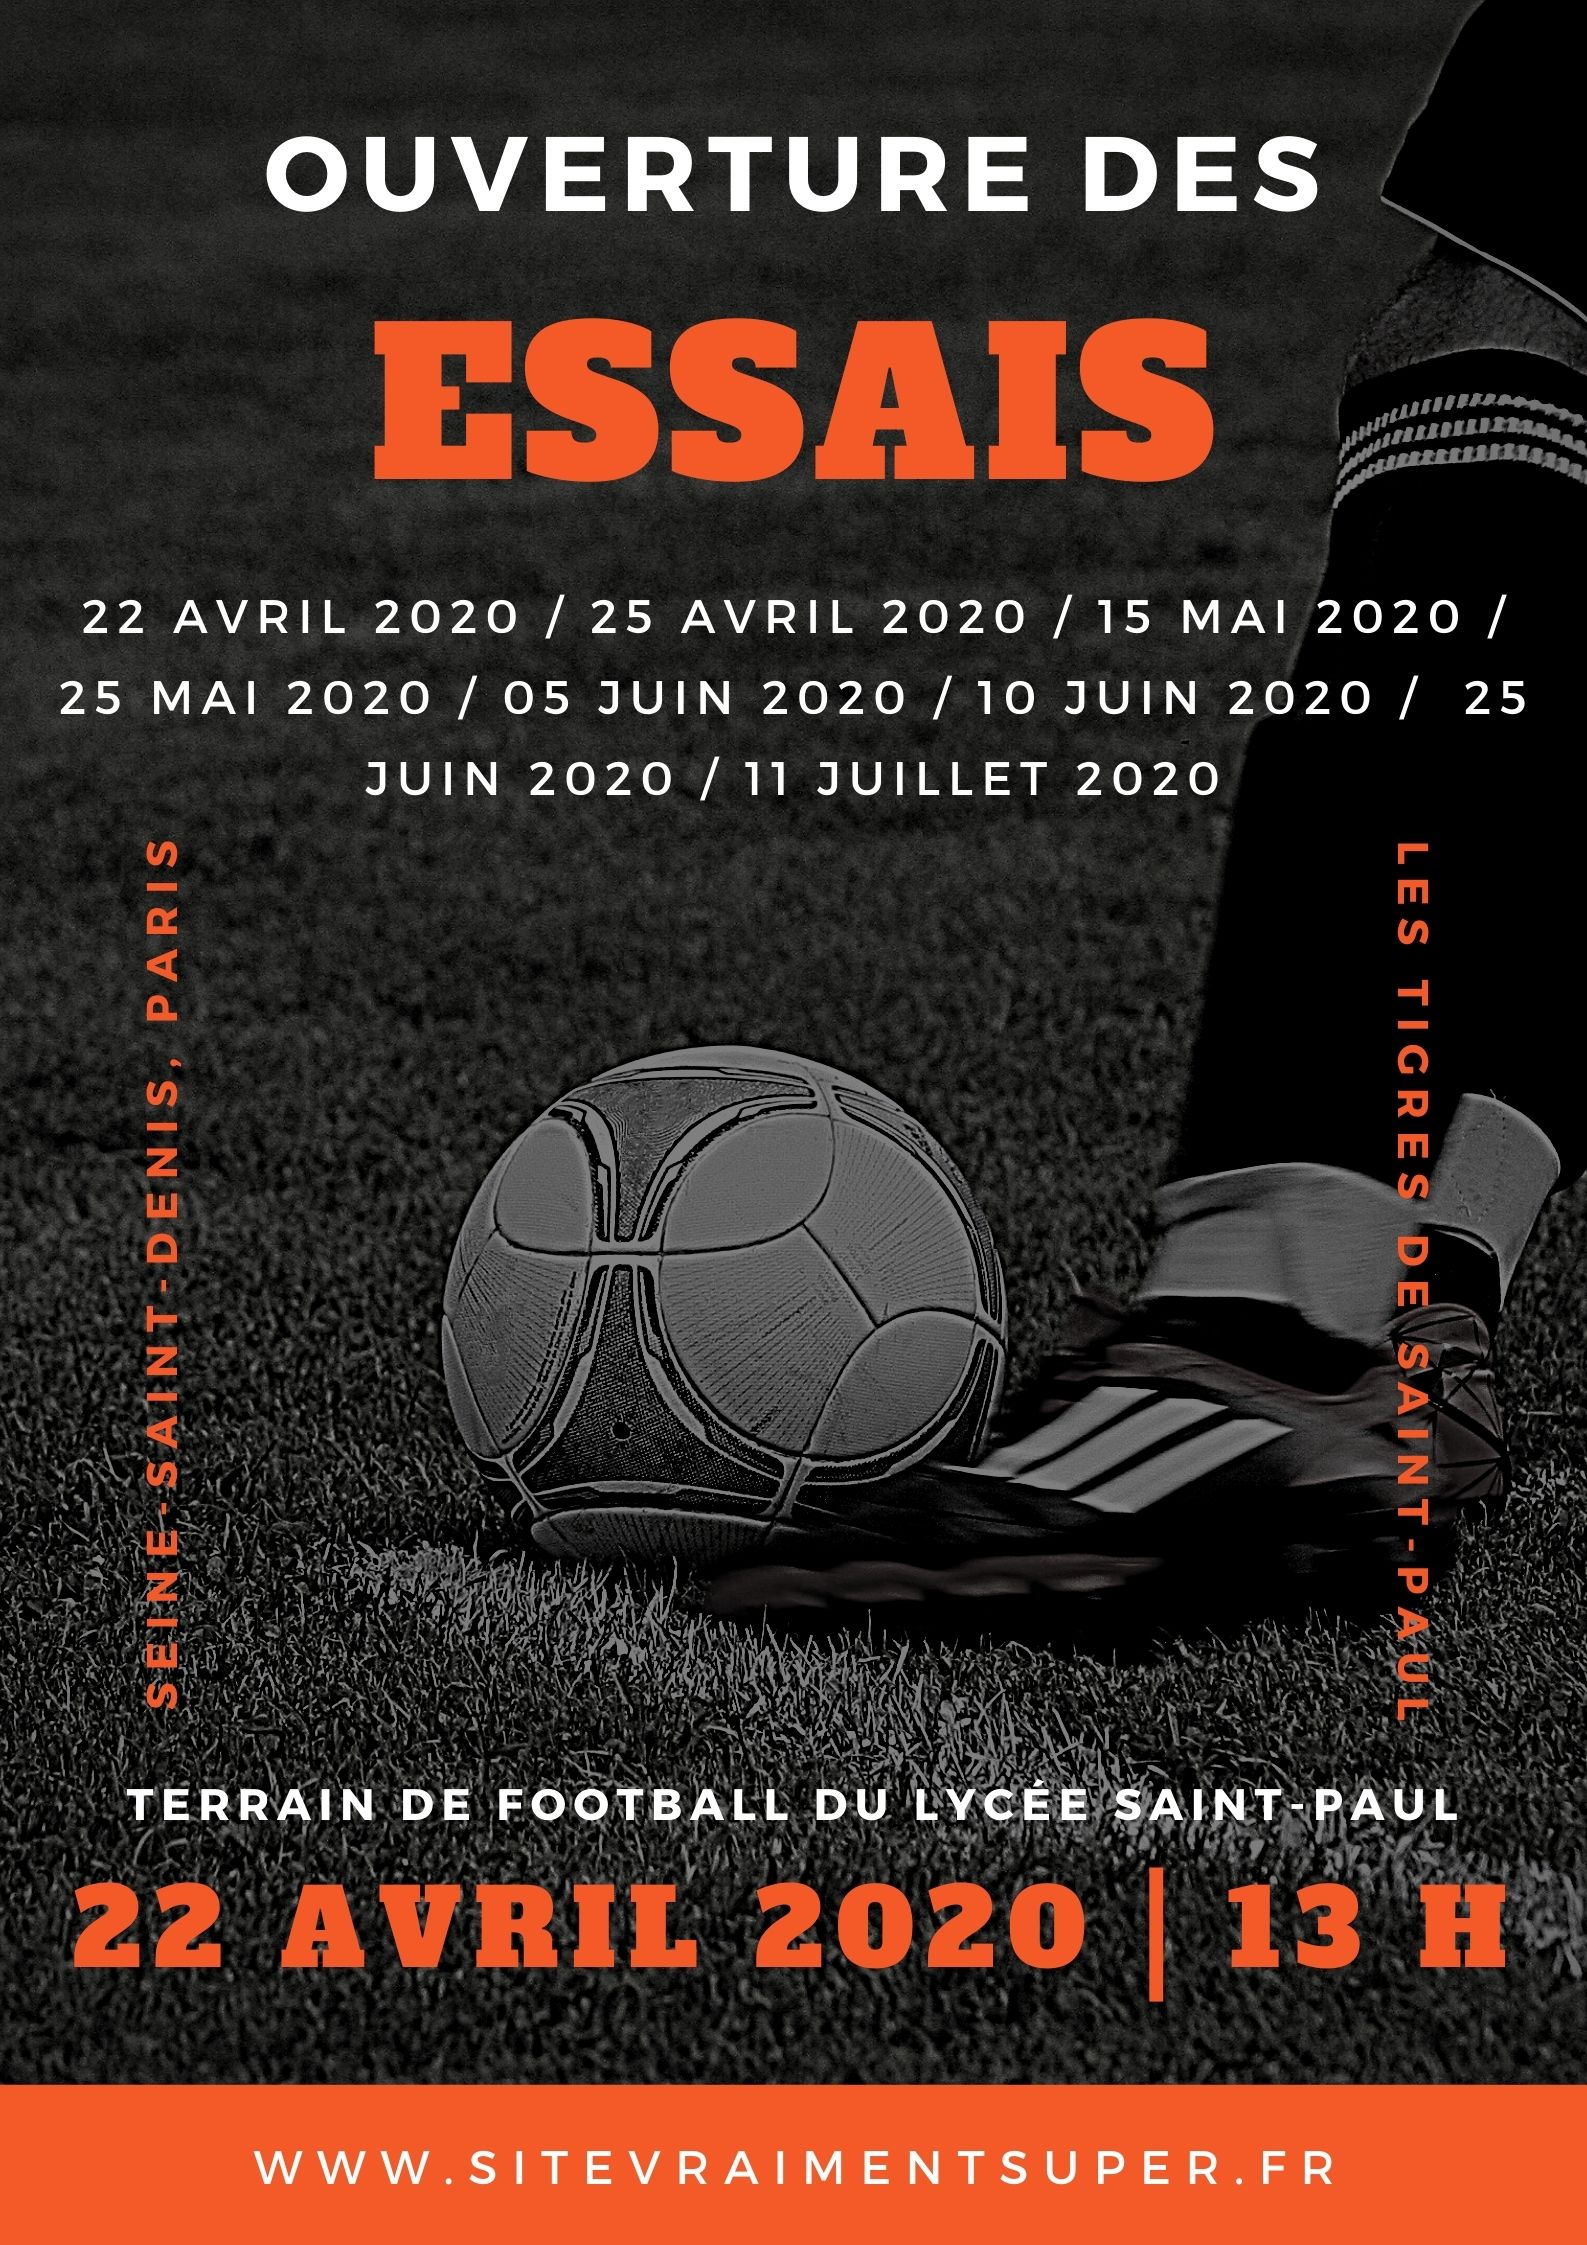 OUVERTURE DES
ESSAIS
22 AVRIL 2020 / 25 AVRIL 2020 / 15 MAI 2020 /
25 MAI 2020 / 05 JUIN 2020 / 10 JUIN 2020 / 25
JUIN 2020 / 11 JUILLET 2020
SEINE-SAINT-DENIS, PARIS
LES TIGRES DE SAINT-PAUL
TERRAIN DE FOOTBALL DU LYCÉE SAINT-PAUL
22 AVRIL 2020 | 13 H
WWW.SITEVRAIMENTSUPER.FR